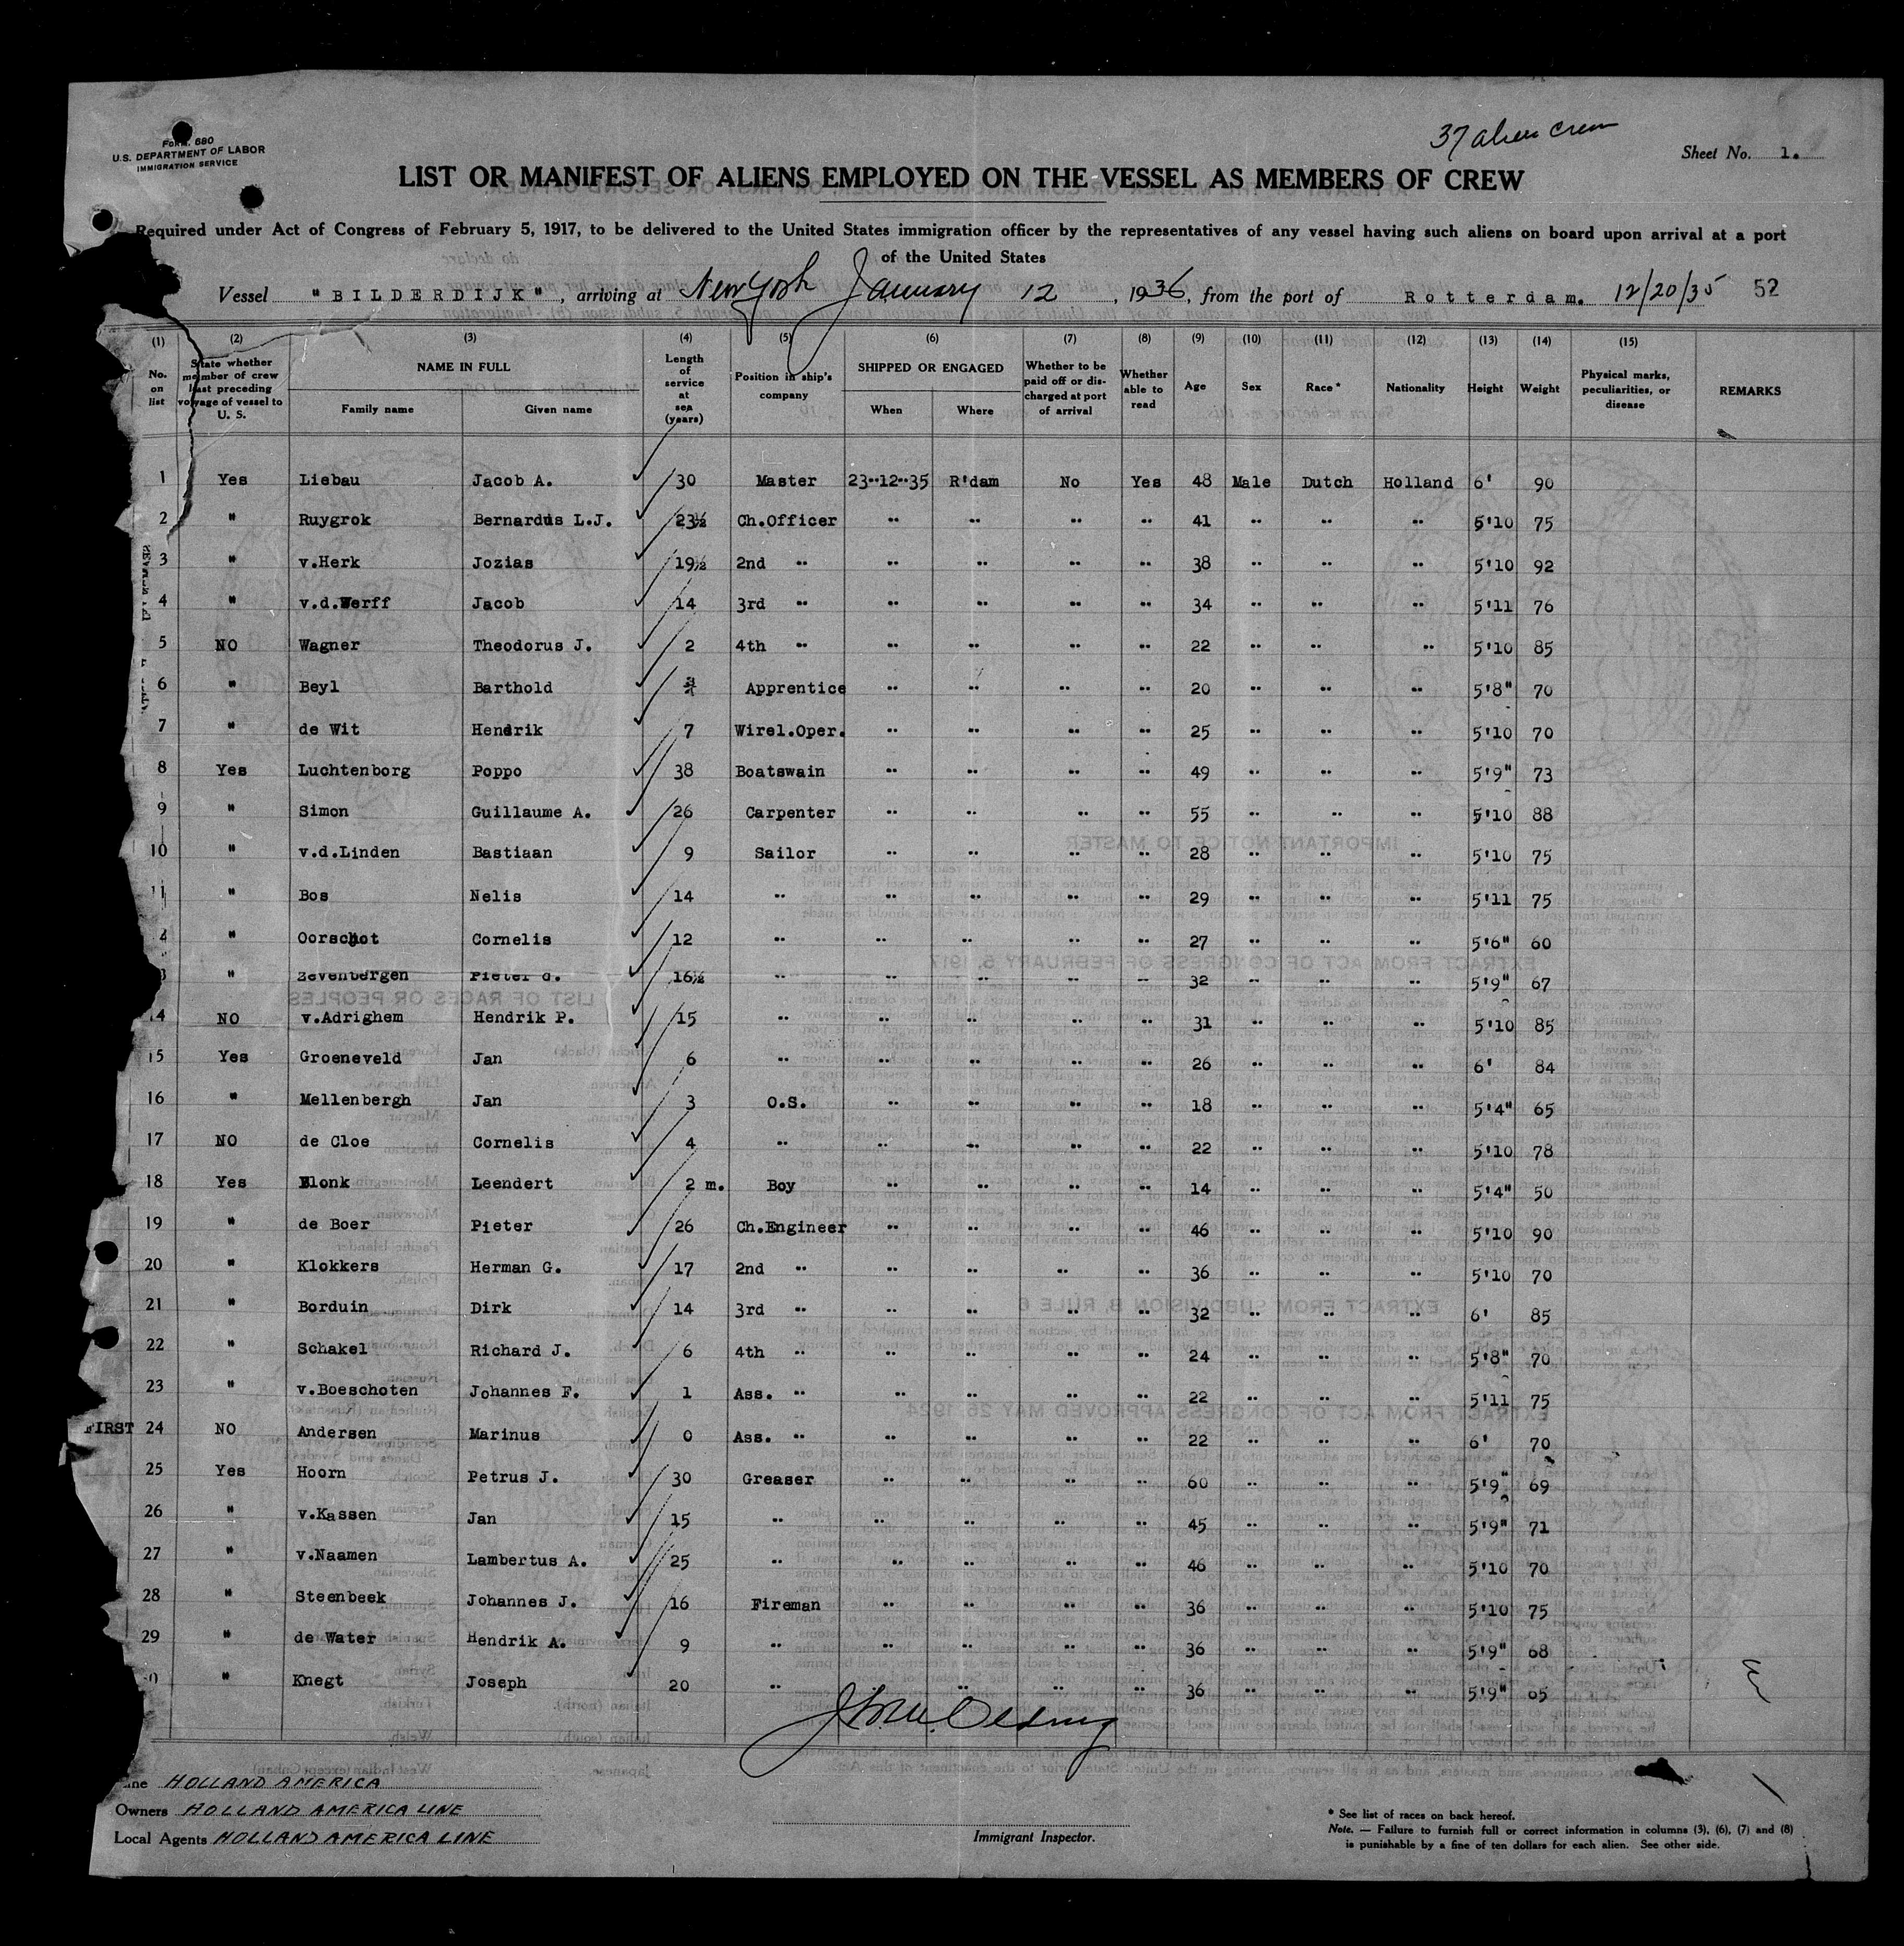 37 alien crew
Form. 680
U.S. DEPARTMENT OF LABOR
IMMIGRATION SERVICE
Sheet No. 1.
LIST OR MANIFEST OF ALIENS EMPLOYED ON THE VESSEL AS MEMBERS OF CREW
Required under Act of Congress of February 5, 1917, to be delivered to the United States immigration officer by the representatives of any vessel having such aliens on board upon arrival at a port
of the United States
Vessel "BILDERDIJK", arriving at New York January 12, 1936, from the port of Rotterdam. 12/20/35 52
(1) (2) (3) (4) (5) (6) (7) (8) (9) (10) (11) (12) (13) (14) (15)
No. on list State whether member of crew last preceding voyage of vessel to U. S. NAME IN FULL Family name Given name Length of service at sea (years) Position in ship's company SHIPPED OR ENGAGED When Where Whether to be paid off or discharged at port of arrival Whether able to read Age Sex Race * Nationality Height Weight Physical marks, peculiarities, or disease REMARKS
1 Yes Liebau Jacob A. 30 Master 23-12-35 R'dam No Yes 48 Male Dutch Holland 6' 90
2 " Ruygrok Bernardus L.J. 23½ Ch.Officer " " " " 41 " " " 5'10 75
3 " v.Herk Jozias 19½ 2nd " " " " " 38 " " " 5'10 92
4 " v.d.Werff Jacob 14 3rd " " " " " 34 " " " 5'11 76
5 NO Wagner Theodorus J. 2 4th " " " " " 22 " " " 5'10 85
6 " Beyl Barthold Apprentice " " " " 20 " " " 5'8" 70
7 " de Wit Hendrik 7 Wirel.Oper. " " " " 25 " " " 5'10 70
8 Yes Luchtenborg Poppo 38 Boatswain " " " " 49 " " " 5'9" 73
9 " Simon Guillaume A. 26 Carpenter " " " " 55 " " " 5'10 88
10 " v.d.Linden Bastiaan 9 Sailor " " " " 28 " " " 5'10 75
11 " Bos Nelis 14 " " " " " 29 " " " 5'11 75
" Oorschot Cornelis 12 " " " " " 27 " " " 5'6" 60
3 " Zevenbergen Pieter G. 16½ " " " " " 32 " " " 5'9" 67
14 NO v.Adrighem Hendrik P. 15 " " " " " 31 " " " 5'10 85
15 Yes Groeneveld Jan 6 " " " " " 26 " " " 6' 84
16 " Mellenbergh Jan 3 O.S. " " " " 18 " " " 5'4" 65
17 NO de Cloe Cornelis 4 " " " " " 22 " " " 5'10 78
18 Yes Blonk Leendert 2 m. Boy " " " " 14 " " " 5'4" 50
19 " de Boer Pieter 26 Ch.Engineer " " " " 46 " " " 5'10 90
20 " Klokkers Herman G. 17 2nd " " " " " 36 " " " 5'10 70
21 " Borduin Dirk 14 3rd " " " " " 32 " " " 6' 85
22 " Schakel Richard J. 6 4th " " " " " 24 " " " 5'8" 70
23 " v.Boeschoten Johannes F. 1 Ass. " " " " " 22 " " " 5'11 75
FIRST 24 NO Andersen Marinus 0 Ass. " " " " " 22 " " " 6' 70
25 Yes Hoorn Petrus J. 30 Greaser " " " " 60 " " " 5'9" 69
26 " v.Kassen Jan 15 " " " " " 45 " " " 5'9" 71
27 " v.Naamen Lambertus A. 25 " " " " " 46 " " " 5'10 70
28 " Steenbeek Johannes J. 16 Fireman " " " " 36 " " " 5'10 75
29 " de Water Hendrik A. 9 " " " " " 36 " " " 5'9" 68
0 " Knegt Joseph 20 " " " " 36 " " " 5'9" 65
HOLLAND AMERICA
Owners HOLLAND AMERICA LINE
Local Agents HOLLAND AMERICA LINE
Immigrant Inspector.
* See list of races on back hereof.
Note. — Failure to furnish full or correct information in columns (3), (6), (7) and (8)
is punishable by a fine of ten dollars for each alien. See other side.